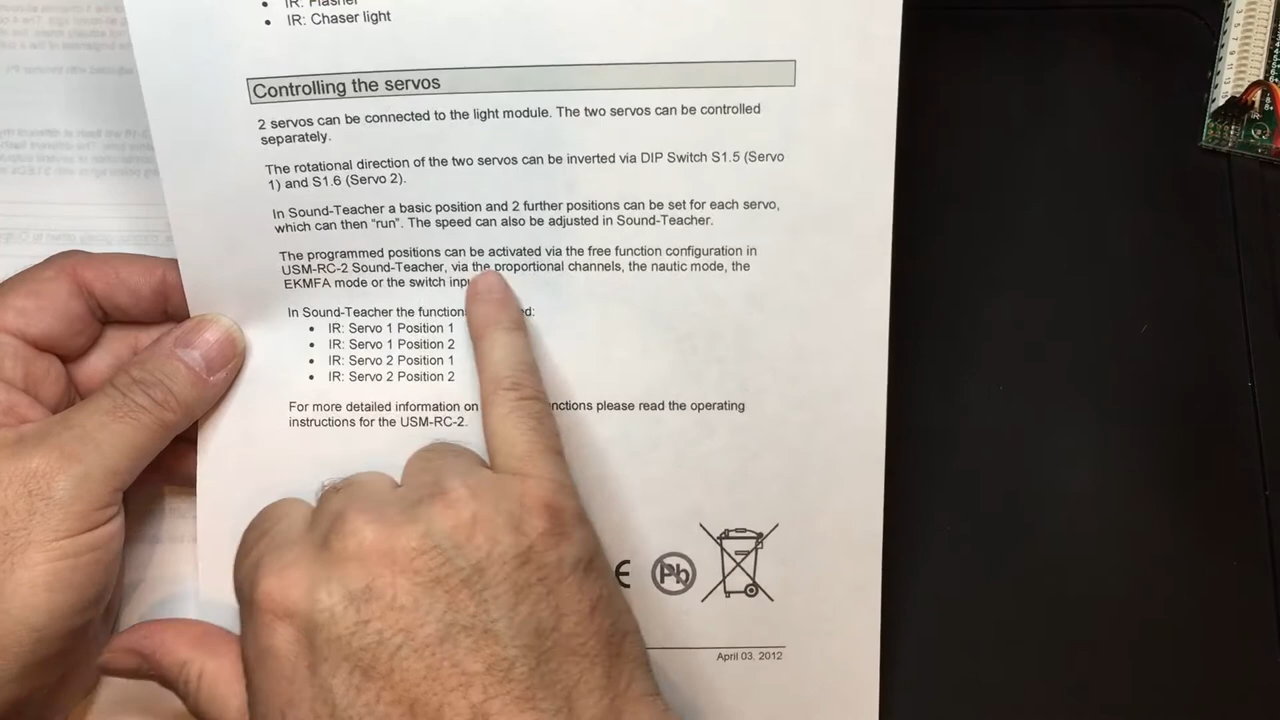 IR: Flasher
IR: Chaser light
Controlling the servos
2 servos can be connected to the light module. The two servos can be controlled
separately.
The rotational direction of the two servos can be inverted via DIP Switch S1.5 (Servo
1) and S1.6 (Servo 2).
In Sound-Teacher a basic position and 2 further positions can be set for each servo,
which can then “run”. The speed can also be adjusted in Sound-Teacher.
The programmed positions can be activated via the free function configuration in
USM-RC-2 Sound-Teacher, via the proportional channels, the nautic mode, the
EKMFA mode or the switch inp
In Sound-Teacher the function ed:
IR: Servo 1 Position 1
IR: Servo 1 Position 2
IR: Servo 2 Position 1
IR: Servo 2 Position 2
For more detailed information on nctions please read the operating
instructions for the USM-RC-2.
CE Pb
April 03, 2012